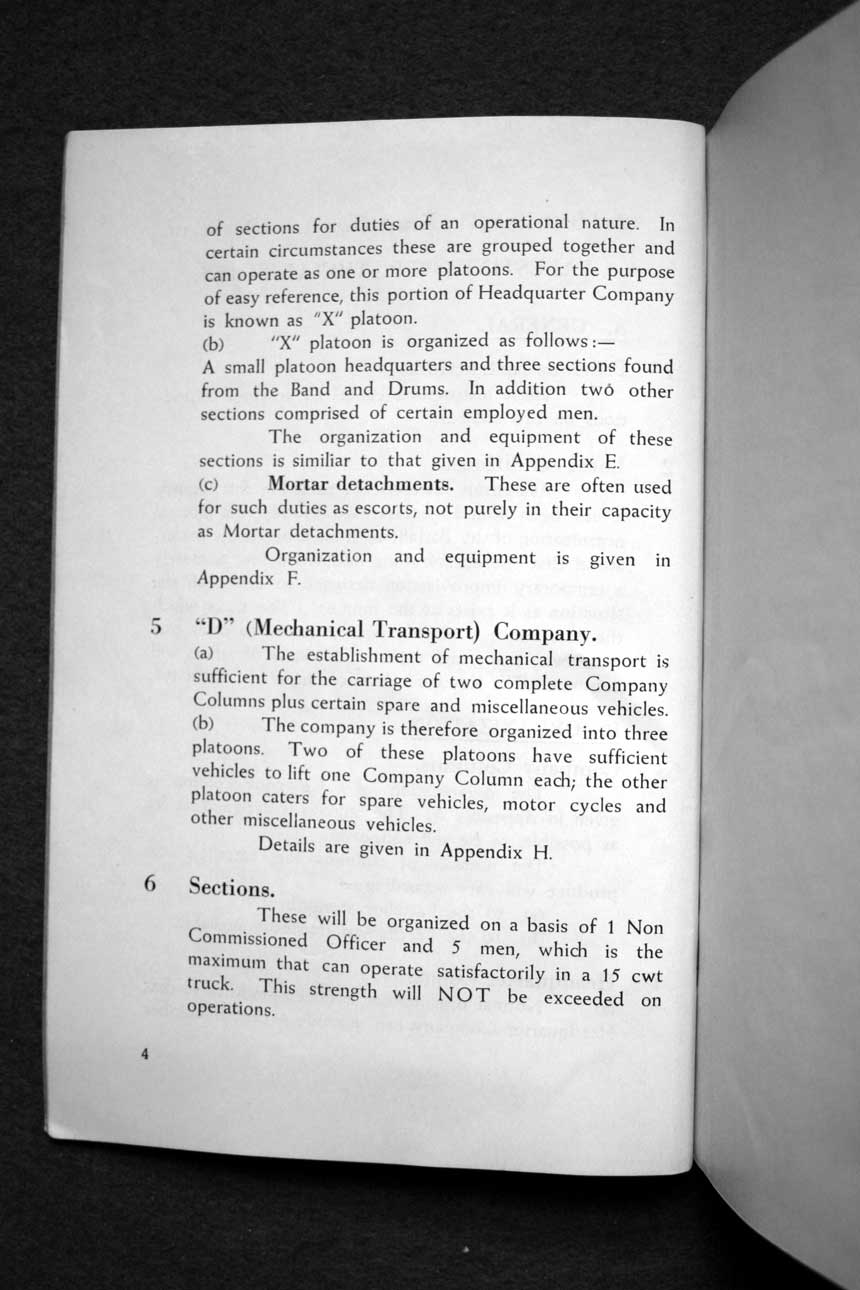 of sections for duties of an operational nature. In
certain circumstances these are grouped together and
can operate as one or more platoons. For the purpose
of easy reference, this portion of Headquarter Company
is known as "X" platoon.
(b) "X" platoon is organized as follows :—
A small platoon headquarters and three sections found
from the Band and Drums. In addition two other
sections comprised of certain employed men.
The organization and equipment of these
sections is similiar to that given in Appendix E.
(c) Mortar detachments. These are often used
for such duties as escorts, not purely in their capacity
as Mortar detachments.
Organization and equipment is given in
Appendix F.
5 “D” (Mechanical Transport) Company.
(a) The establishment of mechanical transport is
sufficient for the carriage of two complete Company
Columns plus certain spare and miscellaneous vehicles.
(b) The company is therefore organized into three
platoons. Two of these platoons have sufficient
vehicles to lift one Company Column each; the other
platoon caters for spare vehicles, motor cycles and
other miscellaneous vehicles.
Details are given in Appendix H.
6 Sections.
These will be organized on a basis of 1 Non
Commissioned Officer and 5 men, which is the
maximum that can operate satisfactorily in a 15 cwt
truck. This strength will NOT be exceeded on
operations.
4